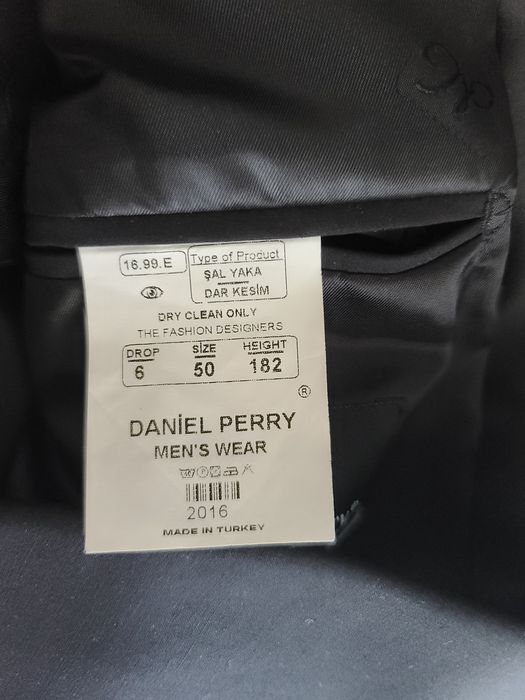 16.99.E
Type of Product
ŞAL YAKA
DAR KESİM
DRY CLEAN ONLY
THE FASHION DESIGNERS
DROP SİZE HEIGHT
6 50 182
®
DANİEL PERRY
MEN'S WEAR
2016
MADE IN TURKEY